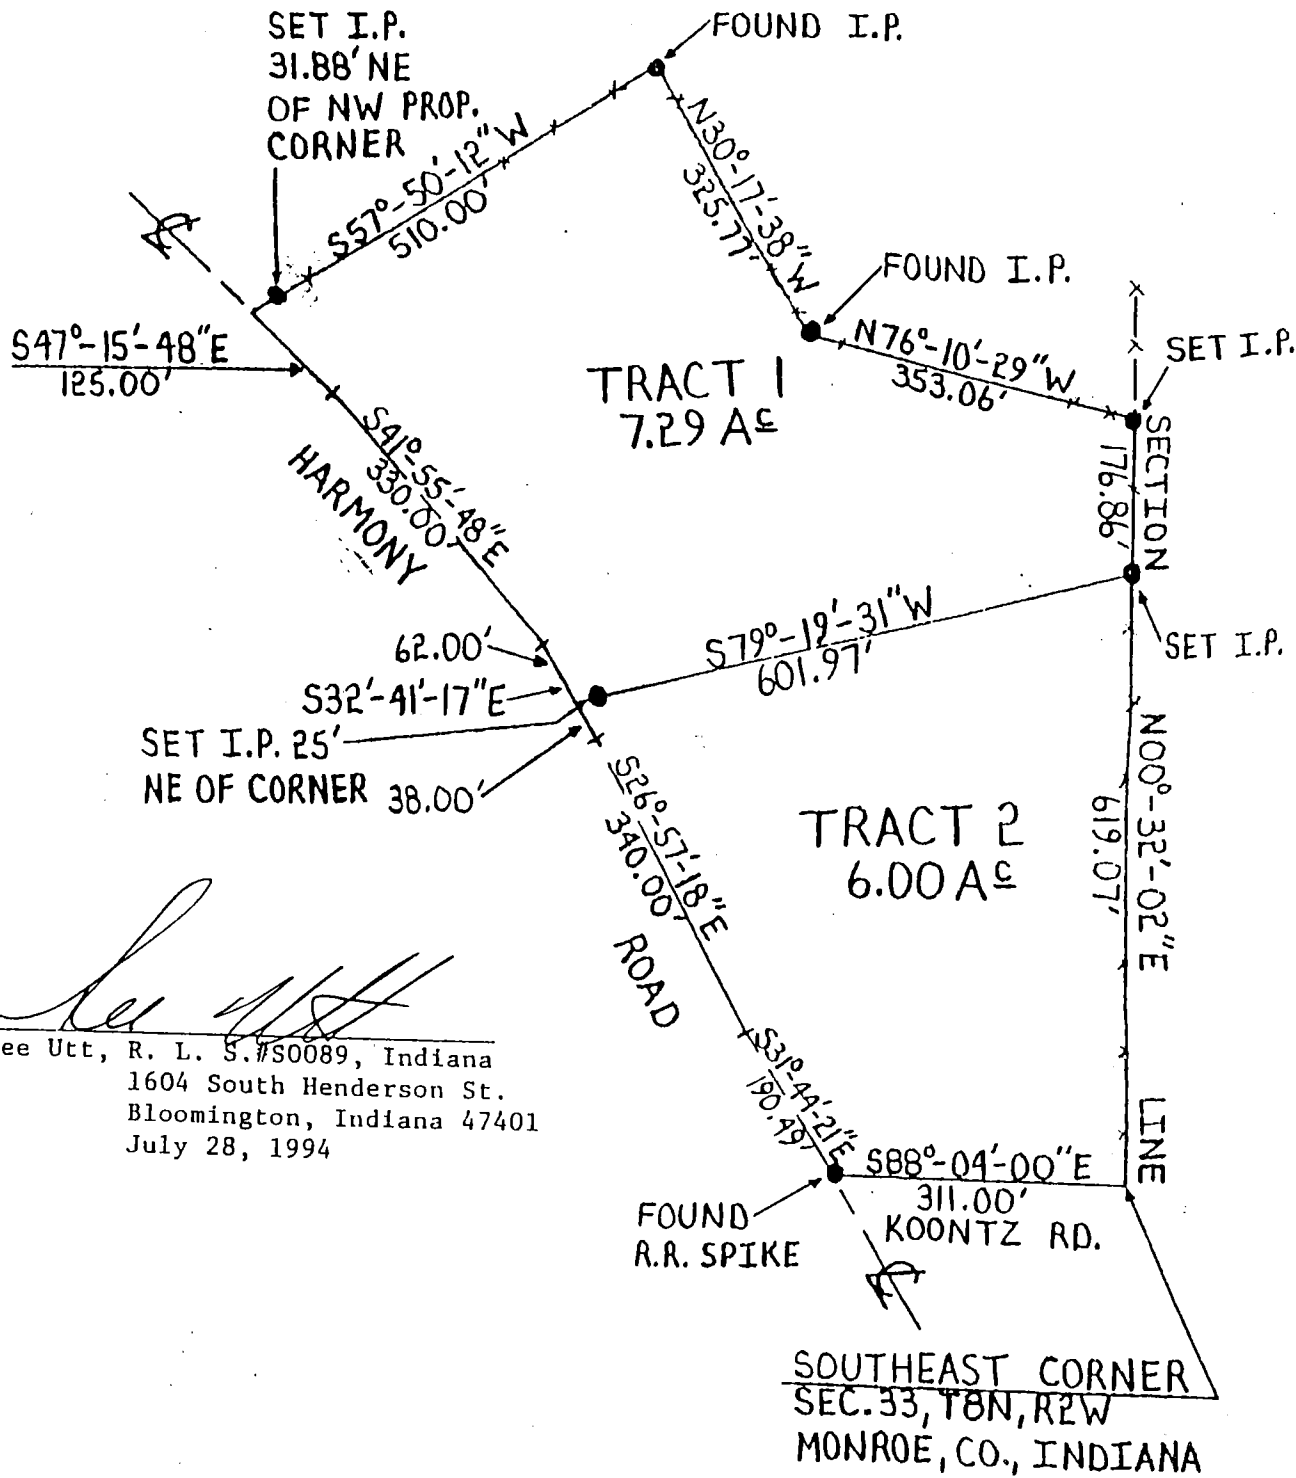 SET I.P.
31.88' NE
OF NW PROP.
CORNER
FOUND I.P.
S57°-50'-12"W
510.00'
N30°-17'-38"W
325.77'
FOUND I.P.
S47°-15'-48"E
125.00'
N76°-10'-29"W
353.06'
SET I.P.
TRACT 1
7.29 Ac
S41°-55'-48"E
330.00'
HARMONY
SECTION
176.86'
S79°-19'-31"W
601.97'
SET I.P.
62.00'
S32'-41'-17"E
SET I.P. 25'
NE OF CORNER
38.00'
S26°-57'-18"E
340.00'
ROAD
TRACT 2
6.00 Ac
N00°-32'-02"E
619.07'
LINE
ee Utt, R. L. S.#S0089, Indiana
1604 South Henderson St.
Bloomington, Indiana 47401
July 28, 1994
S31°-44'-21"E
190.49'
S88°-04'-00"E
311.00'
KOONTZ RD.
FOUND
R.R. SPIKE
SOUTHEAST CORNER
SEC.33, T8N, R2W
MONROE, CO., INDIANA